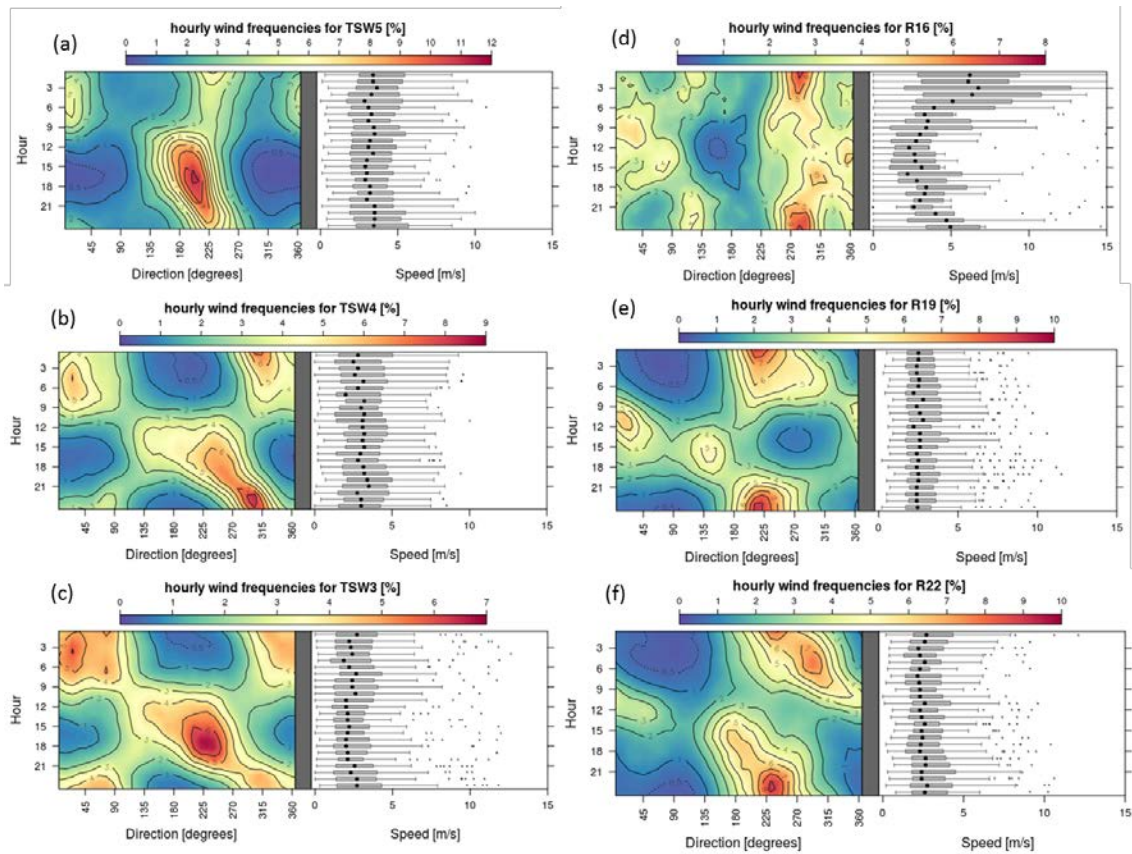 (a)
hourly wind frequencies for TSW5 [%]
0 1 2 3 4 5 6 7 8 9 10 11 12
Hour
3
6
9
12
15
18
21
45 90 135 180 225 270 315 360
Direction [degrees]
0 5 10 15
Speed [m/s]
(d)
hourly wind frequencies for R16 [%]
0 1 2 3 4 5 6 7 8
Hour
3
6
9
12
15
18
21
45 90 135 180 225 270 315 360
Direction [degrees]
0 5 10 15
Speed [m/s]
(b)
hourly wind frequencies for TSW4 [%]
0 1 2 3 4 5 6 7 8 9
Hour
3
6
9
12
15
18
21
45 90 135 180 225 270 315 360
Direction [degrees]
0 5 10 15
Speed [m/s]
(e)
hourly wind frequencies for R19 [%]
0 1 2 3 4 5 6 7 8 9 10
Hour
3
6
9
12
15
18
21
45 90 135 180 225 270 315 360
Direction [degrees]
0 5 10 15
Speed [m/s]
(c)
hourly wind frequencies for TSW3 [%]
0 1 2 3 4 5 6 7
Hour
3
6
9
12
15
18
21
45 90 135 180 225 270 315 360
Direction [degrees]
0 5 10 15
Speed [m/s]
(f)
hourly wind frequencies for R22 [%]
0 1 2 3 4 5 6 7 8 9 10
Hour
3
6
9
12
15
18
21
45 90 135 180 225 270 315 360
Direction [degrees]
0 5 10 15
Speed [m/s]